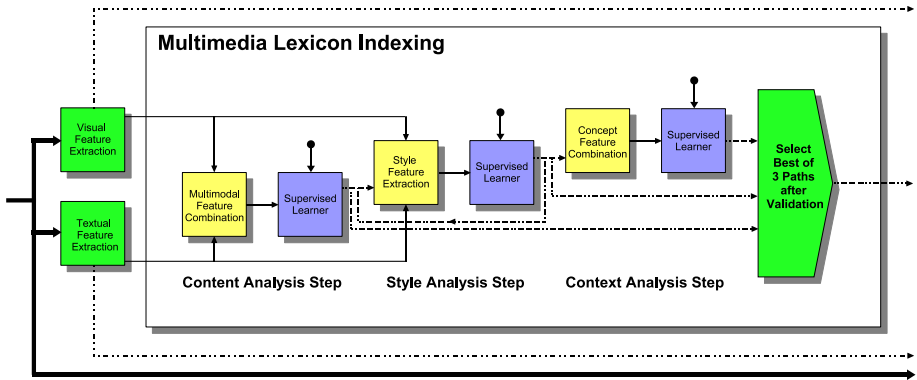 Multimedia Lexicon Indexing
Visual
Feature
Extraction
Textual
Feature
Extraction
Multimodal
Feature
Combination
Supervised
Learner
Content Analysis Step
Style
Feature
Extraction
Supervised
Learner
Style Analysis Step
Concept
Feature
Combination
Supervised
Learner
Context Analysis Step
Select
Best of
3 Paths
after
Validation